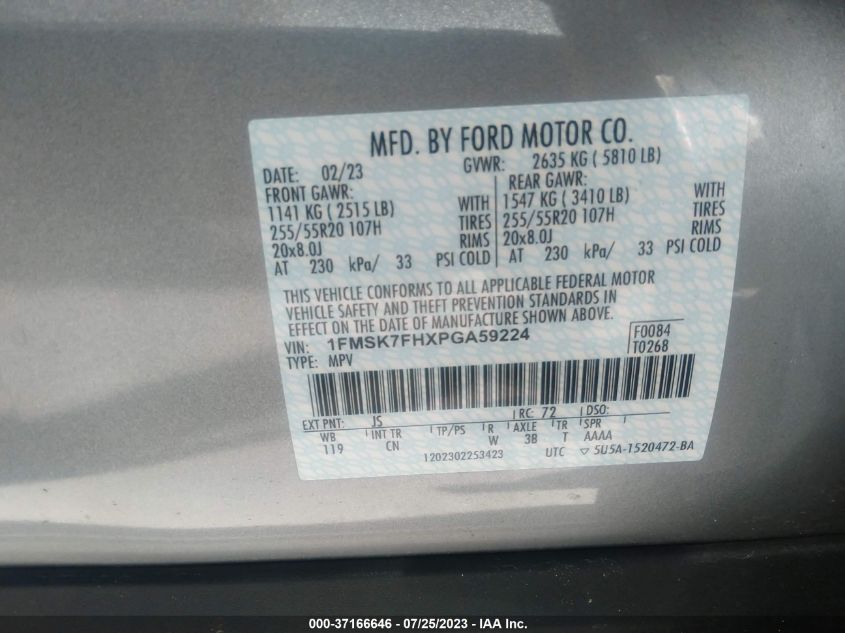 MFD. BY FORD MOTOR CO.
DATE: 02/23 GVWR: 2635 KG ( 5810 LB)
FRONT GAWR: REAR GAWR:
1141 KG ( 2515 LB) WITH 1547 KG ( 3410 LB) WITH
255/55R20 107H TIRES 255/55R20 107H TIRES
20x8.0J RIMS 20x8.0J RIMS
AT 230 kPa/ 33 PSI COLD AT 230 kPa/ 33 PSI COLD
THIS VEHICLE CONFORMS TO ALL APPLICABLE FEDERAL MOTOR
VEHICLE SAFETY AND THEFT PREVENTION STANDARDS IN
EFFECT ON THE DATE OF MANUFACTURE SHOWN ABOVE.
VIN: 1FMSK7FHXPGA59224 F0084
TYPE: MPV T0268
EXT PNT: JS RC: 72 DSO:
WB INT TR TP/PS R AXLE TR SPR
119 CN W 3B T AAAA
1202302253423 UTC ▽ 5U5A-1520472-BA
000-37166646 - 07/25/2023 - IAA Inc.